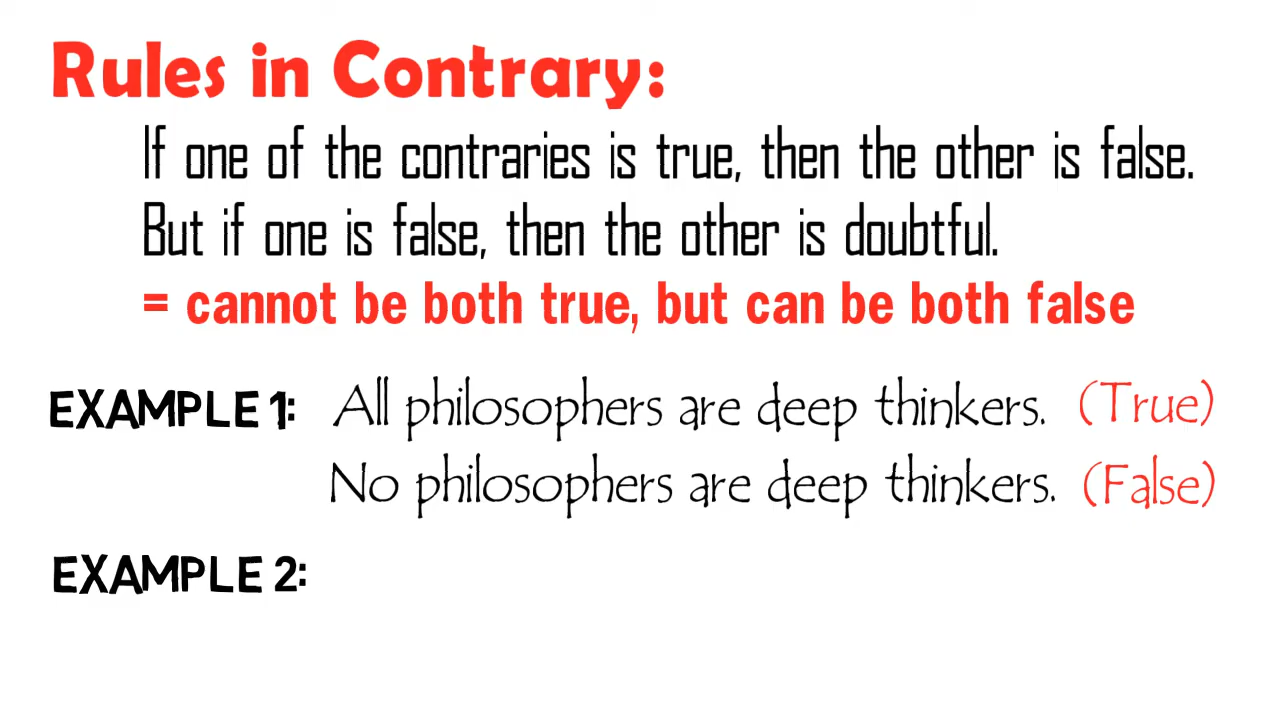 Rules in Contrary:
If one of the contraries is true, then the other is false.
But if one is false, then the other is doubtful.
= cannot be both true, but can be both false
EXAMPLE 1: All philosophers are deep thinkers. (True)
No philosophers are deep thinkers. (False)
EXAMPLE 2: